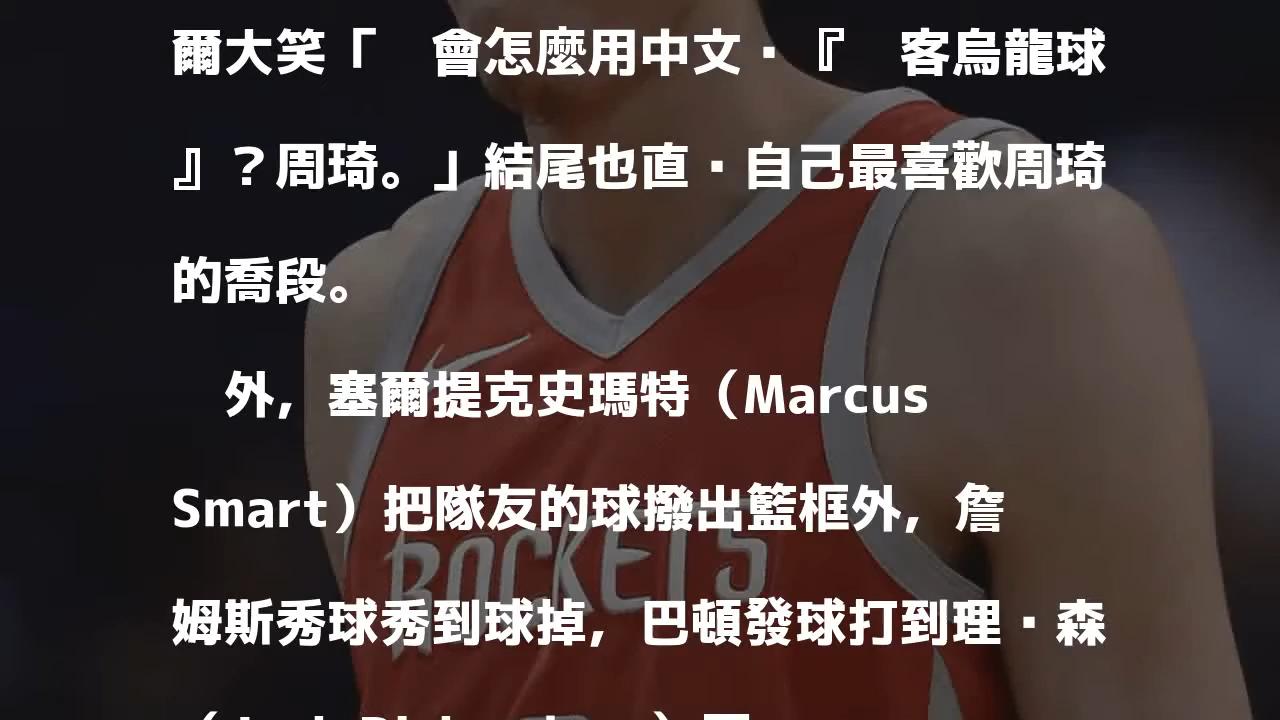 爾大笑「　會怎麼用中文·『　客烏龍球
』？周琦。」結尾也直·自己最喜歡周琦
的喬段。
外，塞爾提克史瑪特（Marcus
Smart）把隊友的球撥出籃框外，詹
姆斯秀球秀到球掉，巴頓發球打到理·森
ROCKETS